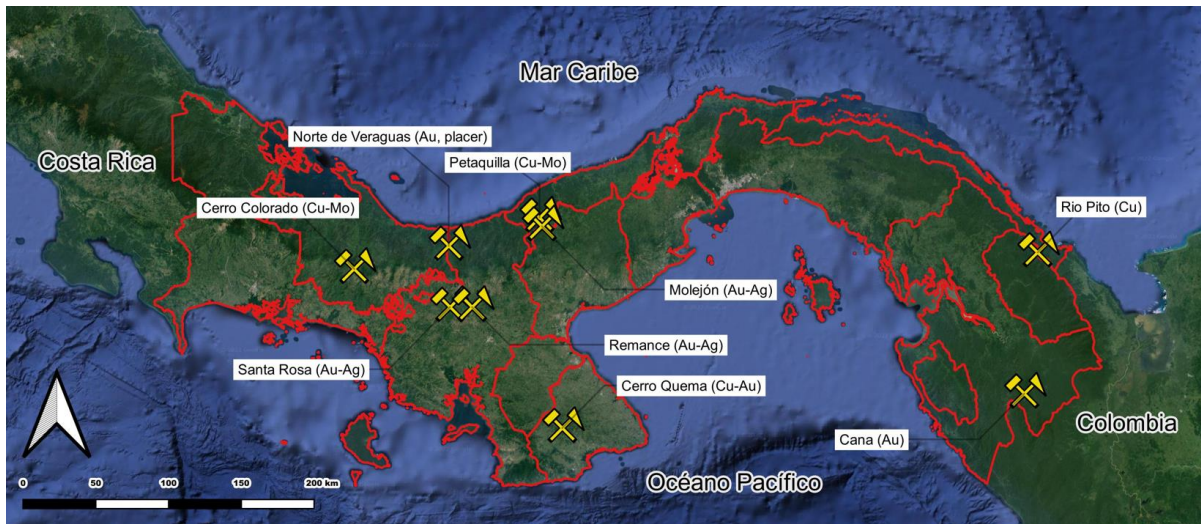 Mar Caribe
Norte de Veraguas (Au, placer)
Costa Rica
Petaquilla (Cu-Mo)
Cerro Colorado (Cu-Mo)
Rio Pito (Cu)
Molejón (Au-Ag)
Remance (Au-Ag)
Santa Rosa (Au-Ag)
Cerro Quema (Cu-Au)
Colombia
Cana (Au)
Océano Pacífico
0 50 100 150 200 km